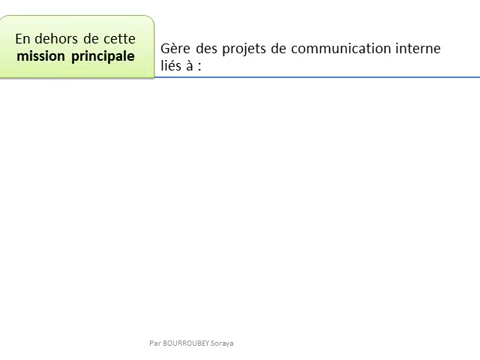 En dehors de cette
mission principale
Gère des projets de communication interne
liés à :
Par BOURROUBEY Soraya